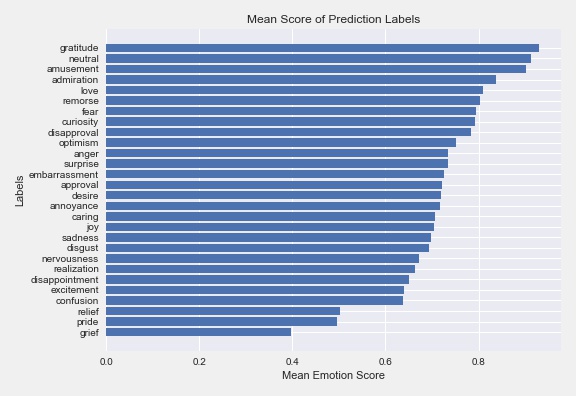 Mean Score of Prediction Labels
gratitude
neutral
amusement
admiration
love
remorse
fear
curiosity
disapproval
optimism
anger
surprise
embarrassment
approval
desire
annoyance
caring
joy
sadness
disgust
nervousness
realization
disappointment
excitement
confusion
relief
pride
grief
Labels
0.0 0.2 0.4 0.6 0.8
Mean Emotion Score